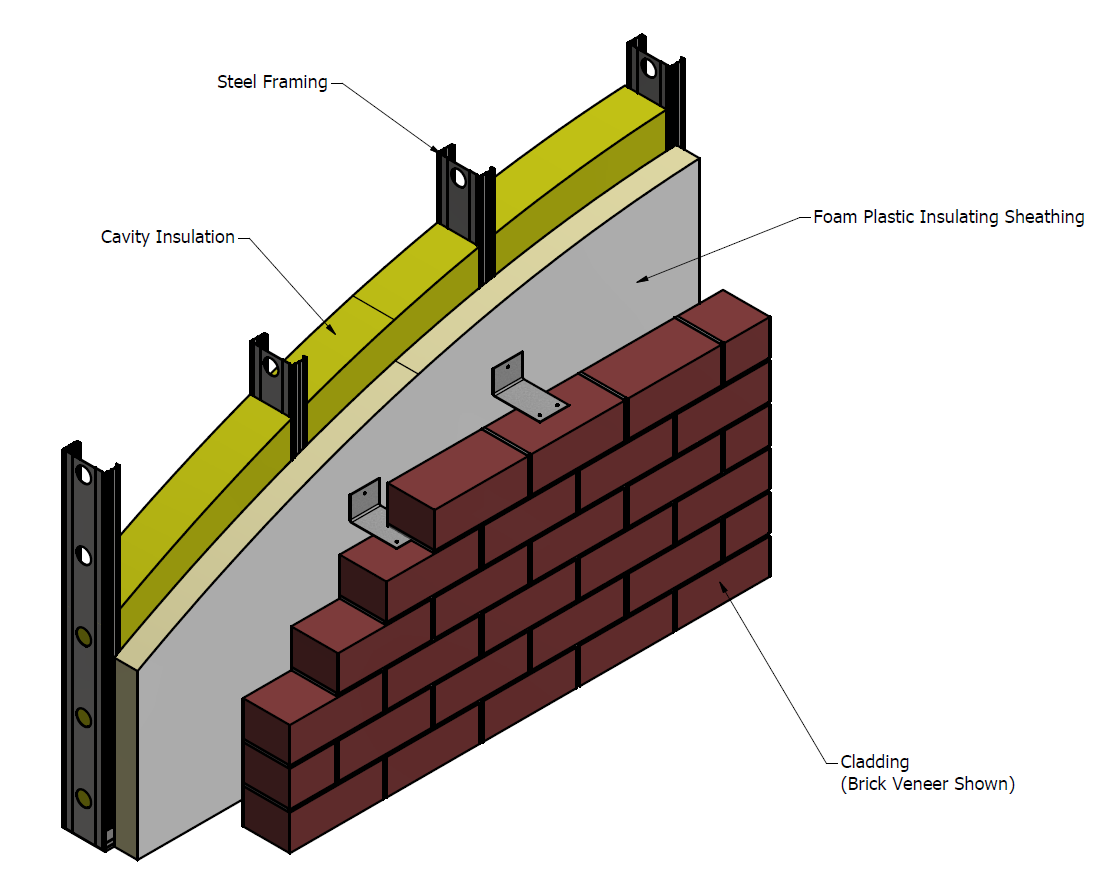 Steel Framing
Foam Plastic Insulating Sheathing
Cavity Insulation
Cladding
(Brick Veneer Shown)